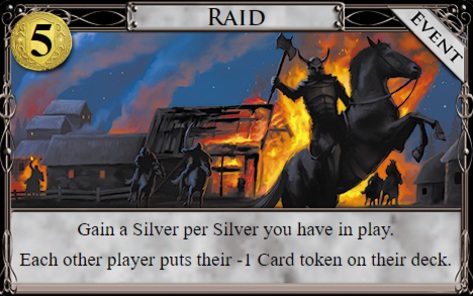 RAID
5
EVENT
Gain a Silver per Silver you have in play.
Each other player puts their -1 Card token on their deck.